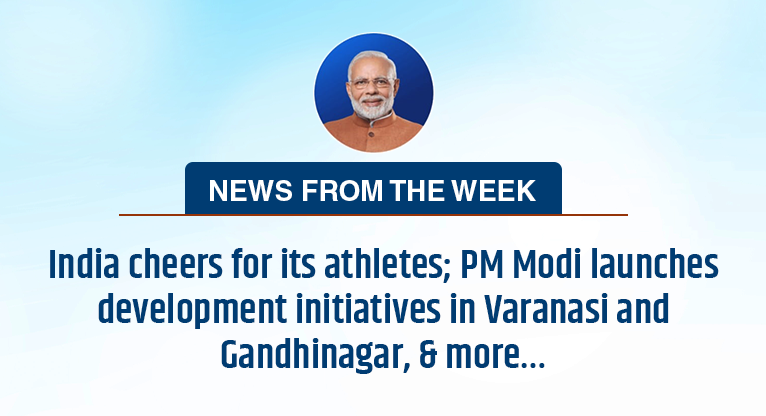 NEWS FROM THE WEEK
India cheers for its athletes; PM Modi launches
development initiatives in Varanasi and
Gandhinagar, & more...